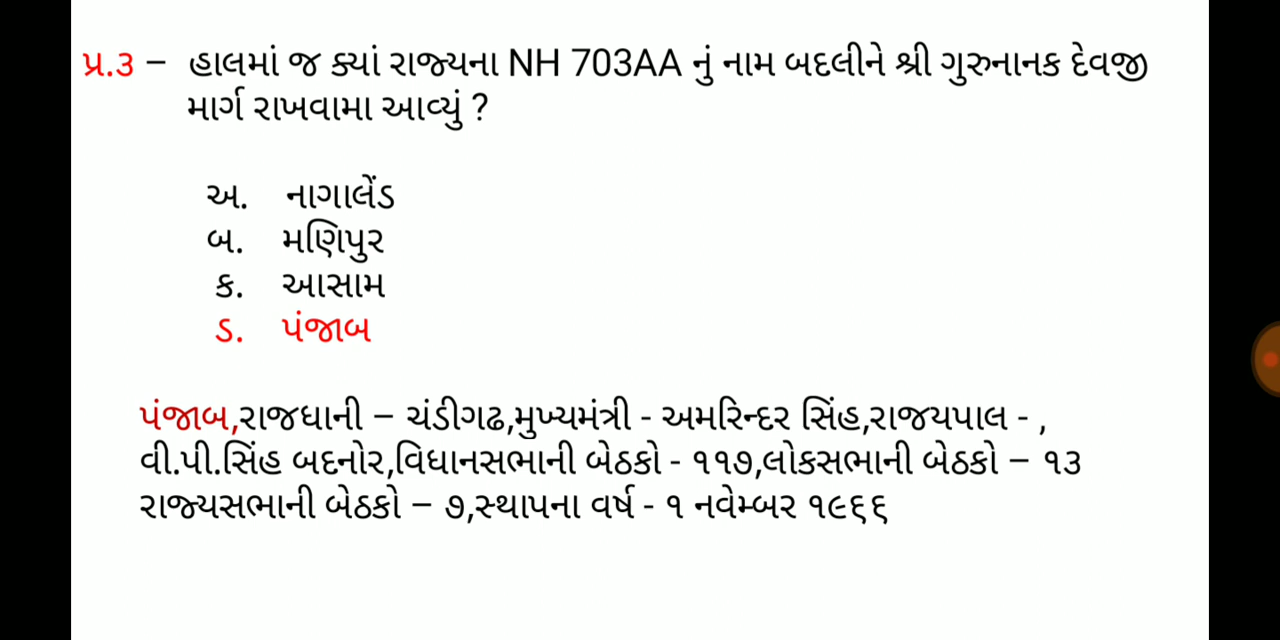 પ્ર.૩ – હાલમાં જ ક્યાં રાજ્યના NH 703AA નું નામ બદલીને શ્રી ગુરુનાનક દેવજી
માર્ગ રાખવામા આવ્યું ?
અ. નાગાલેંડ
બ. મણિપુર
ક. આસામ
ડ. પંજાબ
પંજાબ,રાજધાની – ચંડીગઢ,મુખ્યમંત્રી - અમરિન્દર સિંહ,રાજયપાલ - ,
વી.પી.સિંહ બદનોર,વિધાનસભાની બેઠકો - ૧૧૭,લોકસભાની બેઠકો – ૧૩
રાજ્યસભાની બેઠકો – ૭,સ્થાપના વર્ષ - ૧ નવેમ્બર ૧૯૬૬